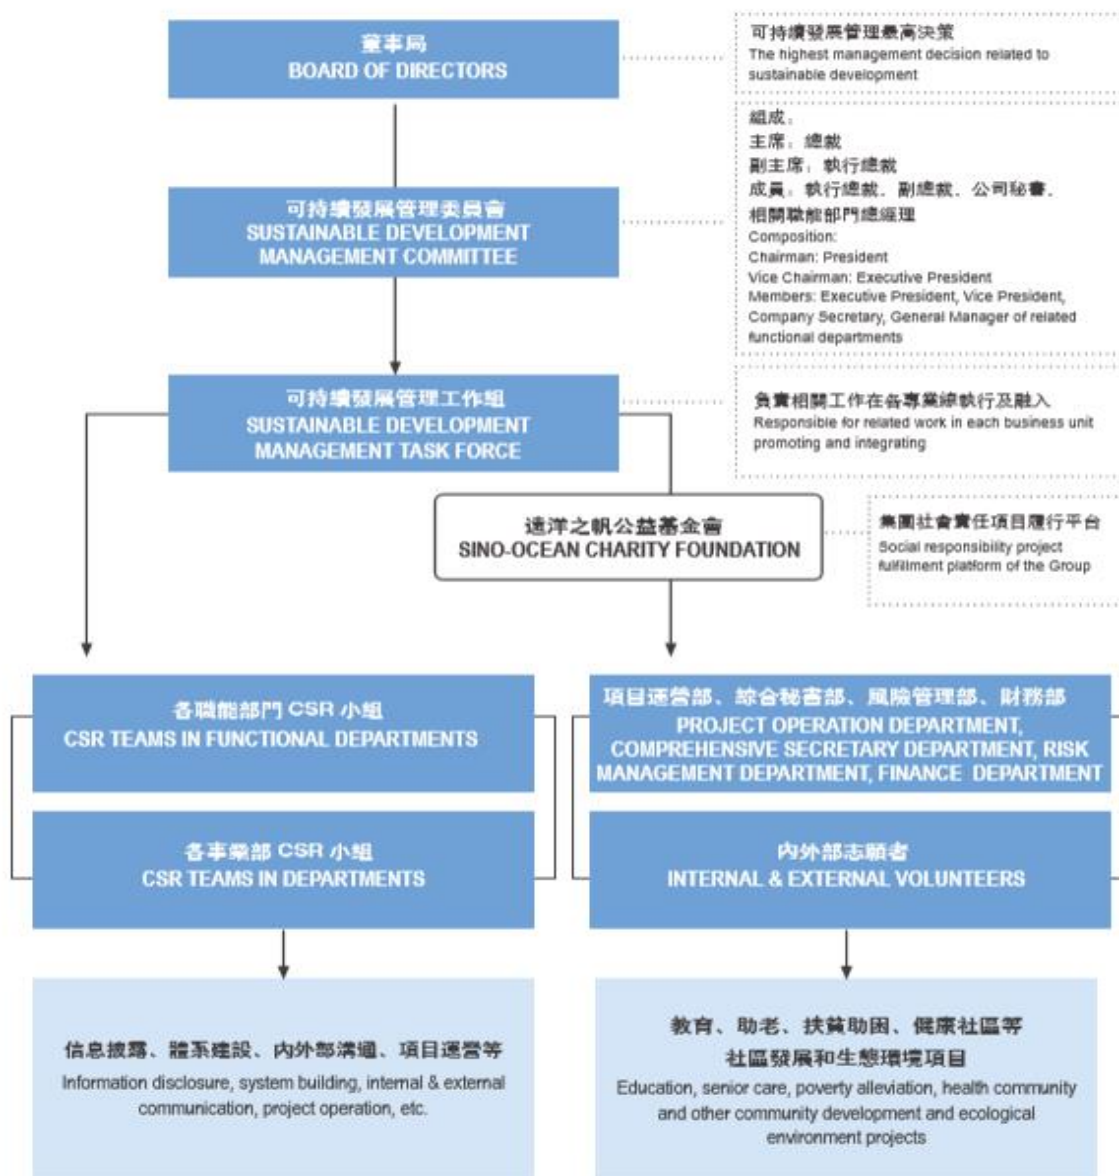 董事局
BOARD OF DIRECTORS
可持續發展管理最高決策
The highest management decision related to
sustainable development
組成：
主席：總裁
副主席：執行總裁
成員：執行總裁、副總裁、公司秘書、
相關職能部門總經理
Composition:
Chairman: President
Vice Chairman: Executive President
Members: Executive President, Vice President,
Company Secretary, General Manager of related
functional departments
可持續發展管理委員會
SUSTAINABLE DEVELOPMENT
MANAGEMENT COMMITTEE
可持續發展管理工作組
SUSTAINABLE DEVELOPMENT
MANAGEMENT TASK FORCE
負責相關工作在各專業線執行及融入
Responsible for related work in each business unit
promoting and integrating
遠洋之帆公益基金會
SINO-OCEAN CHARITY FOUNDATION
集團社會責任項目履行平台
Social responsibility project
fulfillment platform of the Group
各職能部門 CSR 小組
CSR TEAMS IN FUNCTIONAL DEPARTMENTS
項目運營部、綜合秘書部、風險管理部、財務部
PROJECT OPERATION DEPARTMENT,
COMPREHENSIVE SECRETARY DEPARTMENT, RISK
MANAGEMENT DEPARTMENT, FINANCE DEPARTMENT
各事業部 CSR 小組
CSR TEAMS IN DEPARTMENTS
內外部志願者
INTERNAL & EXTERNAL VOLUNTEERS
信息披露、體系建設、內外部溝通、項目運營等
Information disclosure, system building, internal & external
communication, project operation, etc.
教育、助老、扶貧助困、健康社區等
社區發展和生態環境項目
Education, senior care, poverty alleviation, health community
and other community development and ecological
environment projects